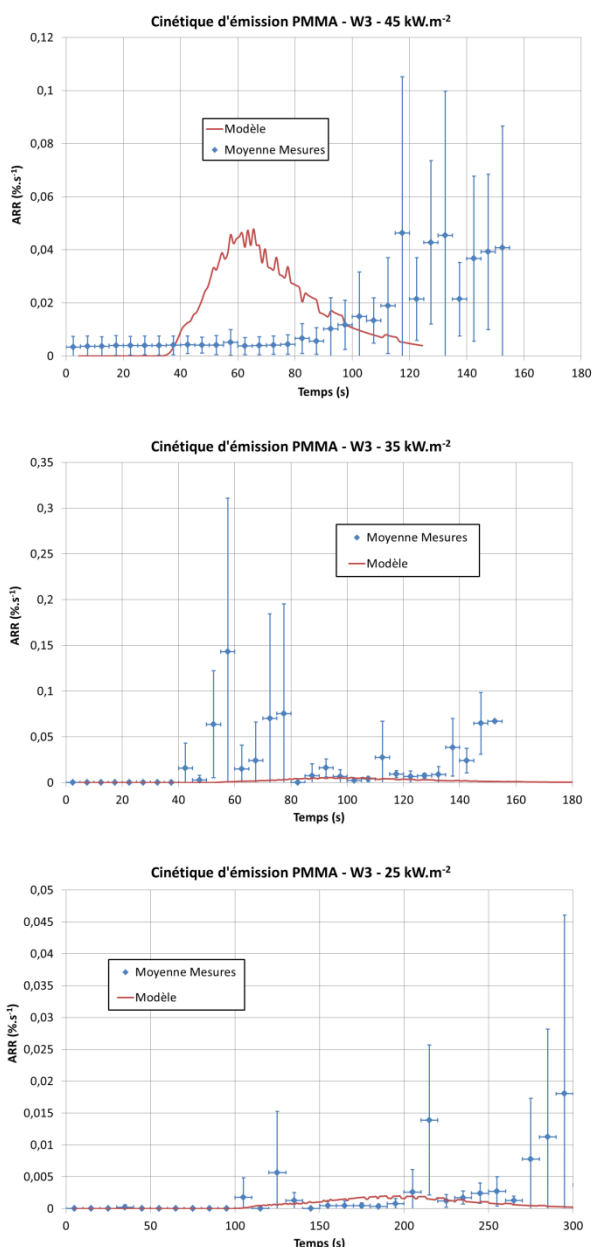 Cinétique d'émission PMMA - W3 - 45 kW.m-2
0,12
0,1
0,08
0,06
0,04
0,02
0
ARR (%.s-1)
Modèle
Moyenne Mesures
0 20 40 60 80 100 120 140 160 180
Temps (s)
Cinétique d'émission PMMA - W3 - 35 kW.m-2
0,35
0,3
0,25
0,2
0,15
0,1
0,05
0
ARR (%.s-1)
Moyenne Mesures
Modèle
0 20 40 60 80 100 120 140 160 180
Temps (s)
Cinétique d'émission PMMA - W3 - 25 kW.m-2
0,05
0,045
0,04
0,035
0,03
0,025
0,02
0,015
0,01
0,005
0
ARR (%.s-1)
Moyenne Mesures
Modèle
0 50 100 150 200 250 300
Temps (s)